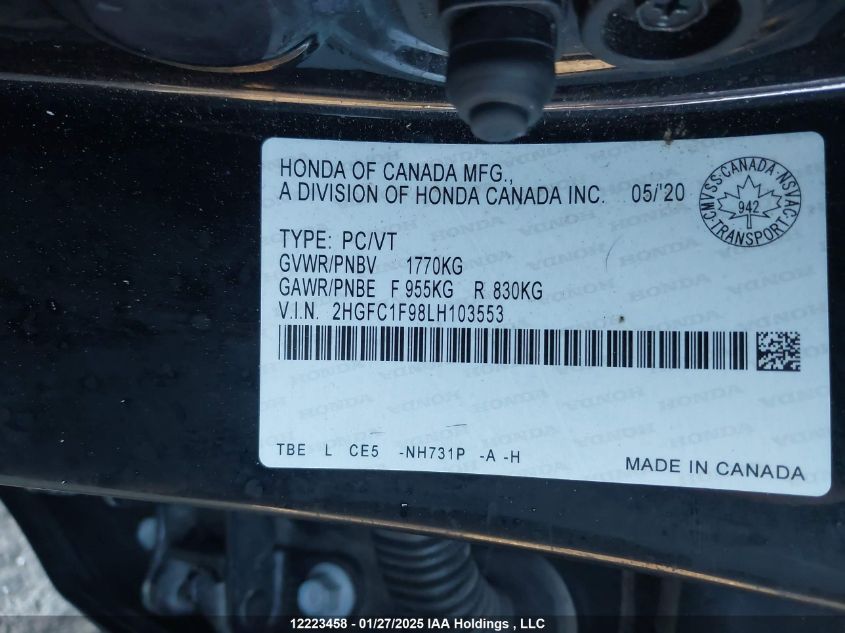 HONDA OF CANADA MFG.,
A DIVISION OF HONDA CANADA INC. 05/'20
CMVSS·CANADA·NSVAC
942
TRANSPORT
TYPE: PC/VT
GVWR/PNBV 1770KG
GAWR/PNBE F 955KG R 830KG
V.I.N. 2HGFC1F98LH103553
TBE L CE5 -NH731P -A -H
MADE IN CANADA
12223458 - 01/27/2025 IAA Holdings , LLC